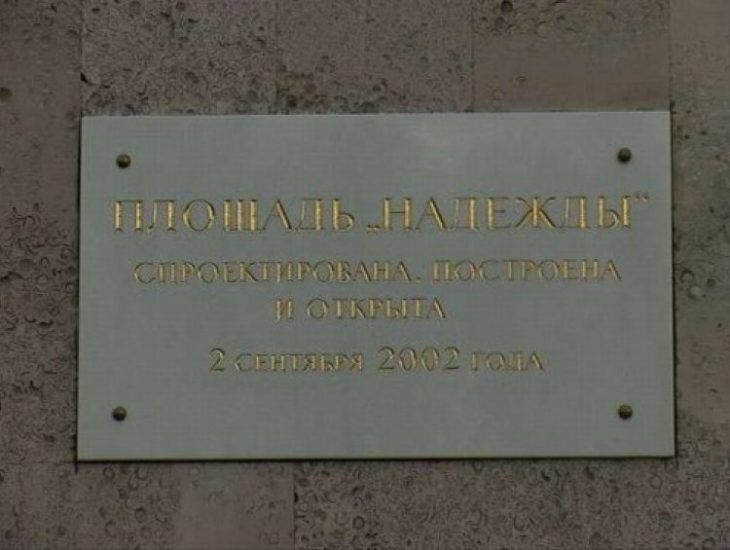 ПЛОЩАДЬ „НАДЕЖДЫ“
СПРОЕКТИРОВАНА, ПОСТРОЕНА
И ОТКРЫТА
2 СЕНТЯБРЯ 2002 ГОДА